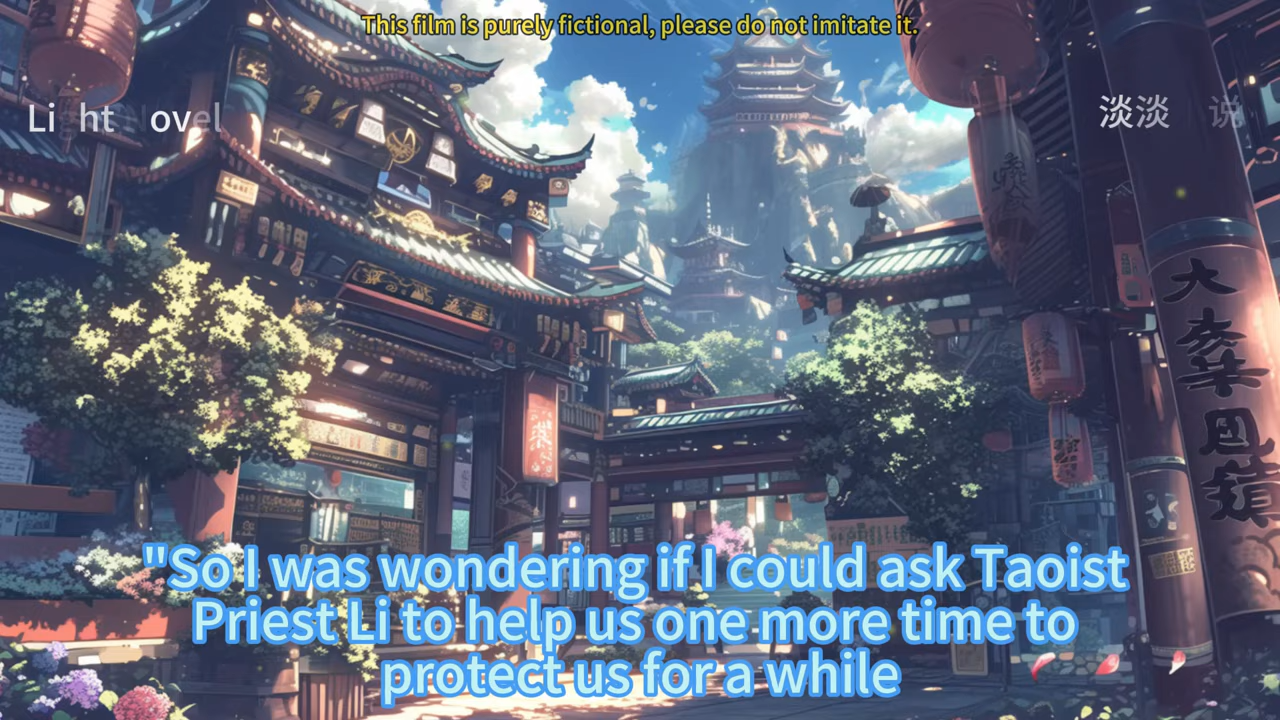 This film is purely fictional, please do not imitate it.
Li ht ovel
淡淡 说
"So I was wondering if I could ask Taoist
Priest Li to help us one more time to
protect us for a while